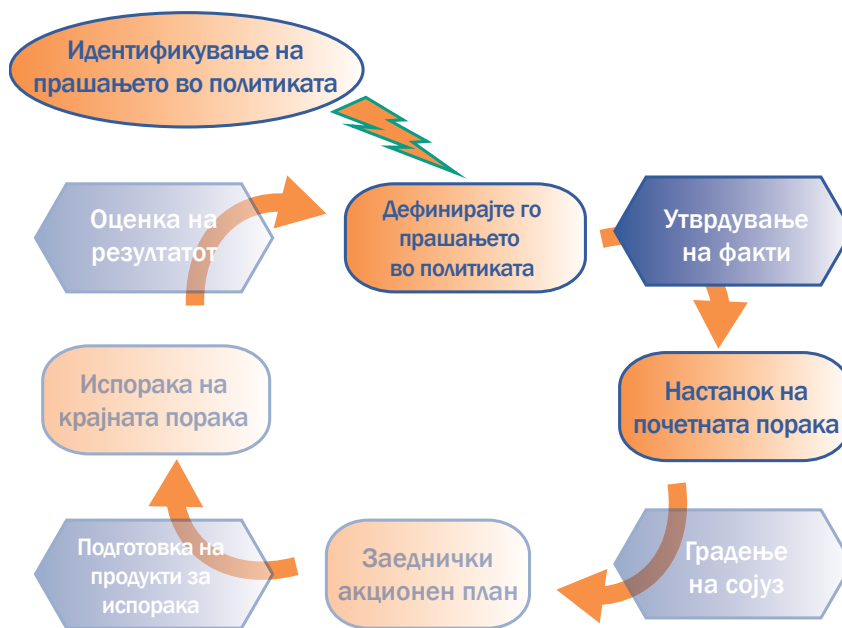 Идентификување на
прашањето во политиката
Дефинирајте го
прашањето
во политиката
Утврдување
на факти
Настанок на
почетната порака
Градење
на сојуз
Заеднички
акционен план
Подготовка на
продукти за
испорака
Испорака на
крајната порака
Оценка на
резултатот